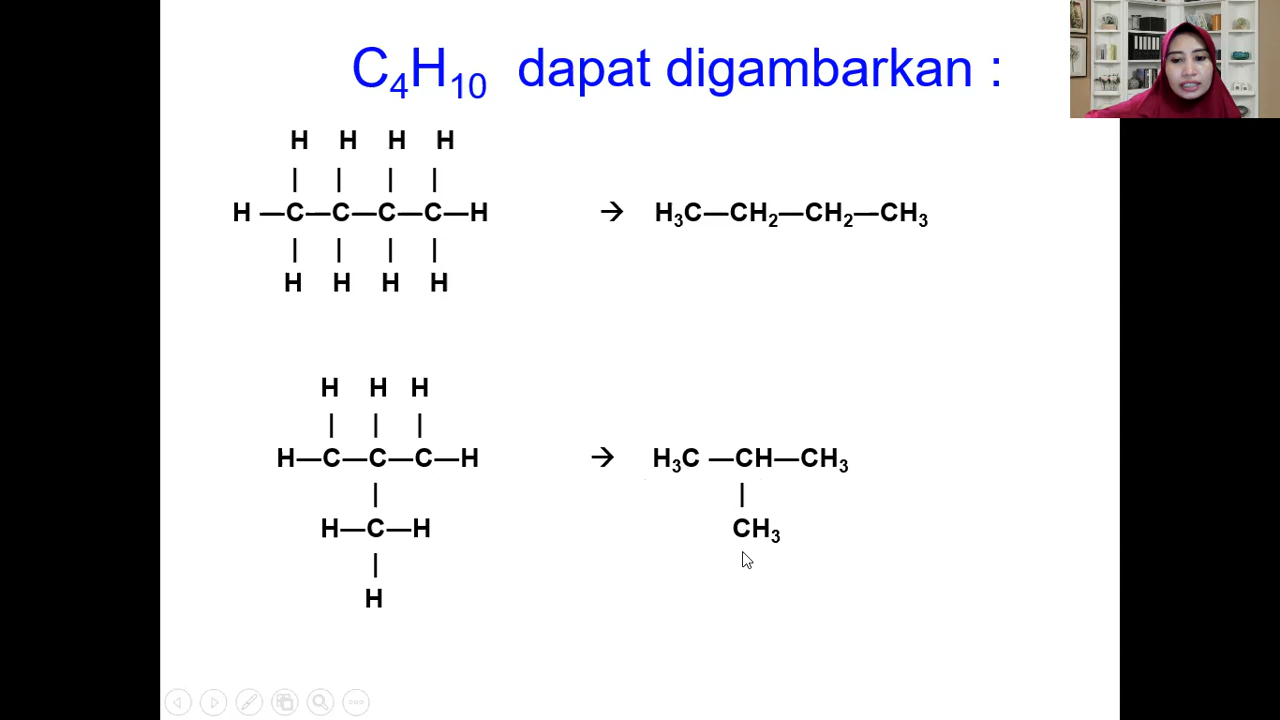 C₄H₁₀ dapat digambarkan :
H H H H
| | | |
H —C—C—C—C—H → H₃C—CH₂—CH₂—CH₃
| | | |
H H H H
H H H
| | |
H—C—C—C—H → H₃C —CH—CH₃
| |
H—C—H CH₃
|
H